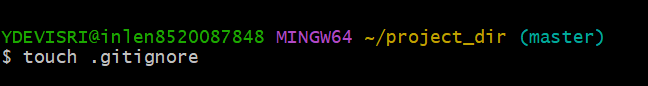 YDEVISRI@inlen8520087848 MINGW64 ~/project_dir (master)
$ touch .gitignore